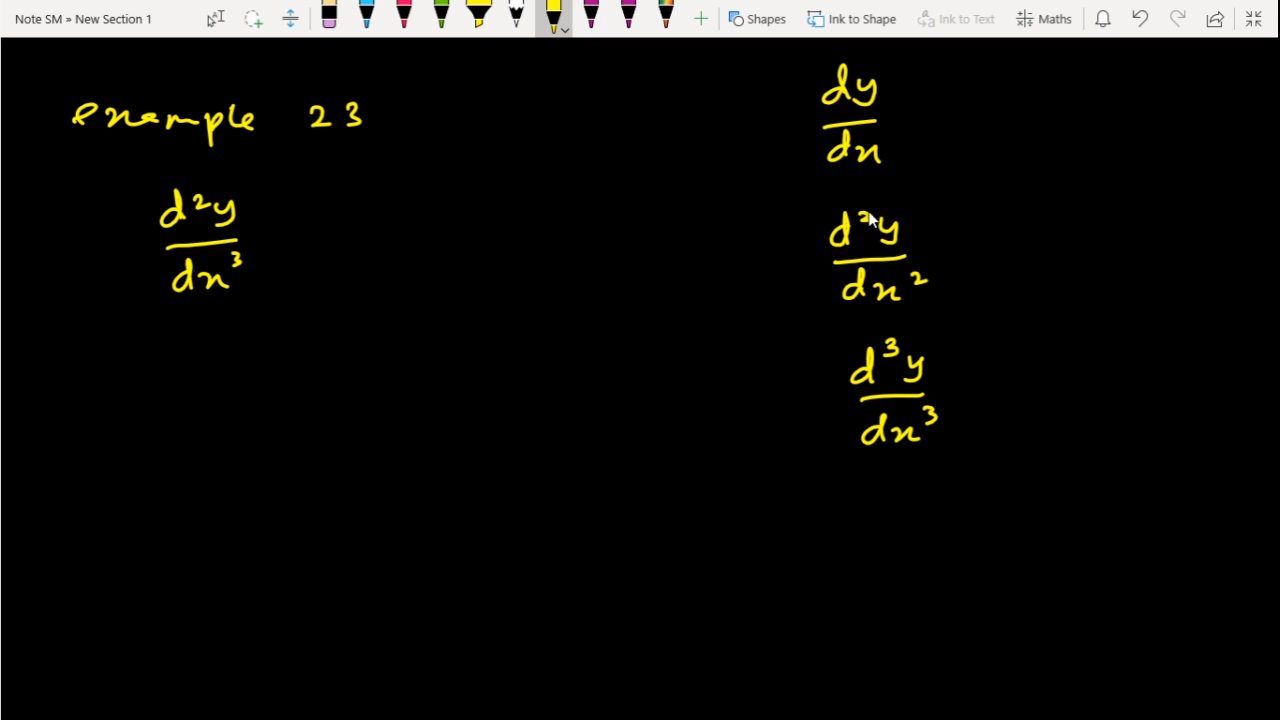 Note SM » New Section 1
Shapes
Ink to Shape
Ink to Text
Maths
example 23
d²y
dx³
dy
dx
d²y
dx²
d³y
dx³